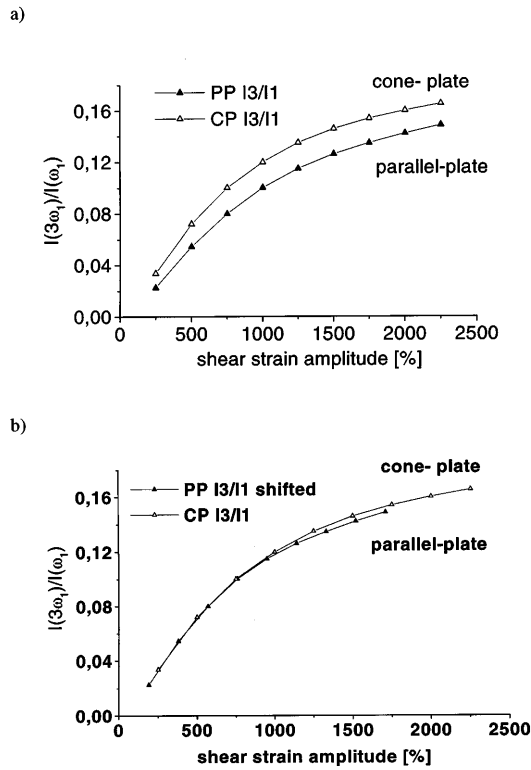 a)
PP I3/I1
CP I3/I1
cone- plate
parallel-plate
I(3ω₁)/I(ω₁)
0,16
0,12
0,08
0,04
0,00
0 500 1000 1500 2000 2500
shear strain amplitude [%]
b)
PP I3/I1 shifted
CP I3/I1
cone- plate
parallel-plate
I(3ω₁)/I(ω₁)
0,16
0,12
0,08
0,04
0,00
0 500 1000 1500 2000 2500
shear strain amplitude [%]